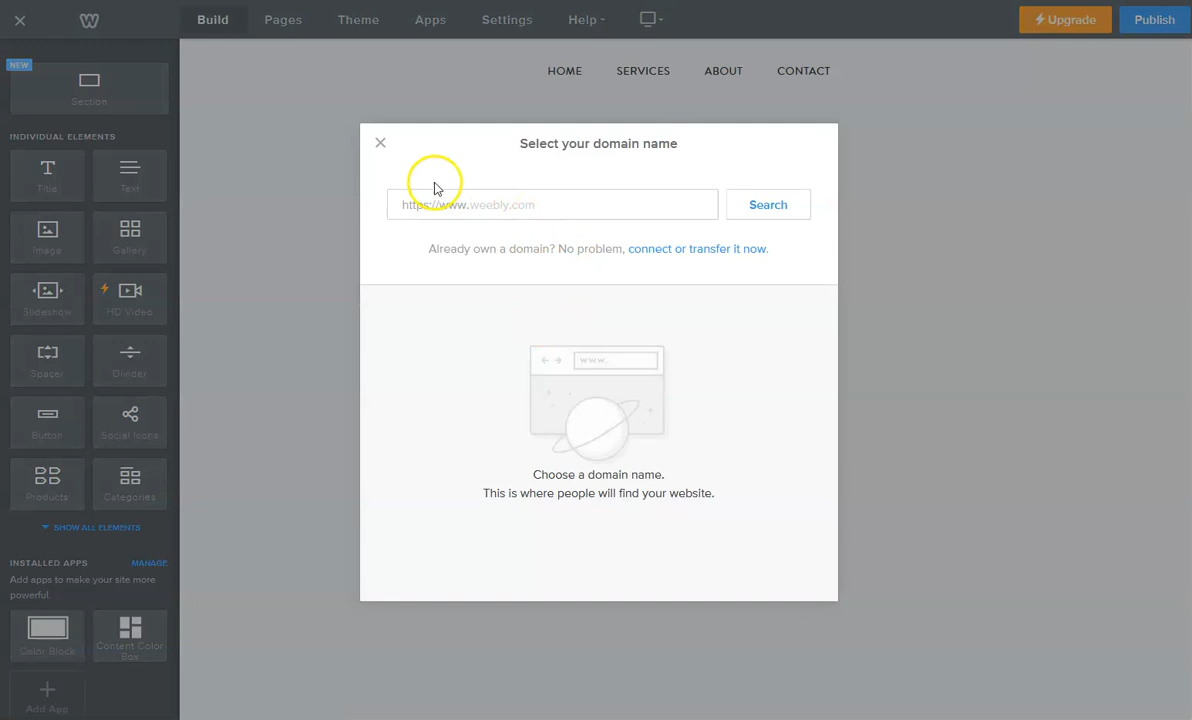 Build Pages Theme Apps Settings Help Upgrade Publish
NEW
Section
HOME SERVICES ABOUT CONTACT
INDIVIDUAL ELEMENTS
Title Text
Image Gallery
Slideshow HD Video
Spacer Divider
Button Social Icons
Products Categories
SHOW ALL ELEMENTS
INSTALLED APPS MANAGE
Add apps to make your site more
powerful.
Color Block Content Color
Box
Add App
Select your domain name
https://www.weebly.com Search
Already own a domain? No problem, connect or transfer it now.
www.
Choose a domain name.
This is where people will find your website.